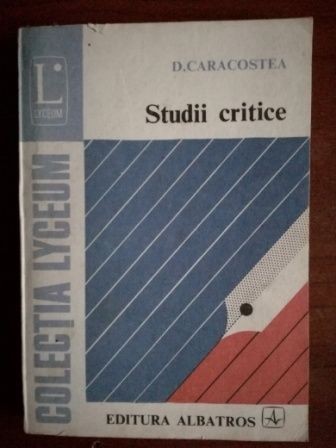 L
LYCEUM
D. CARACOSTEA
Studii critice
COLECȚIA LYCEUM
EDITURA ALBATROS